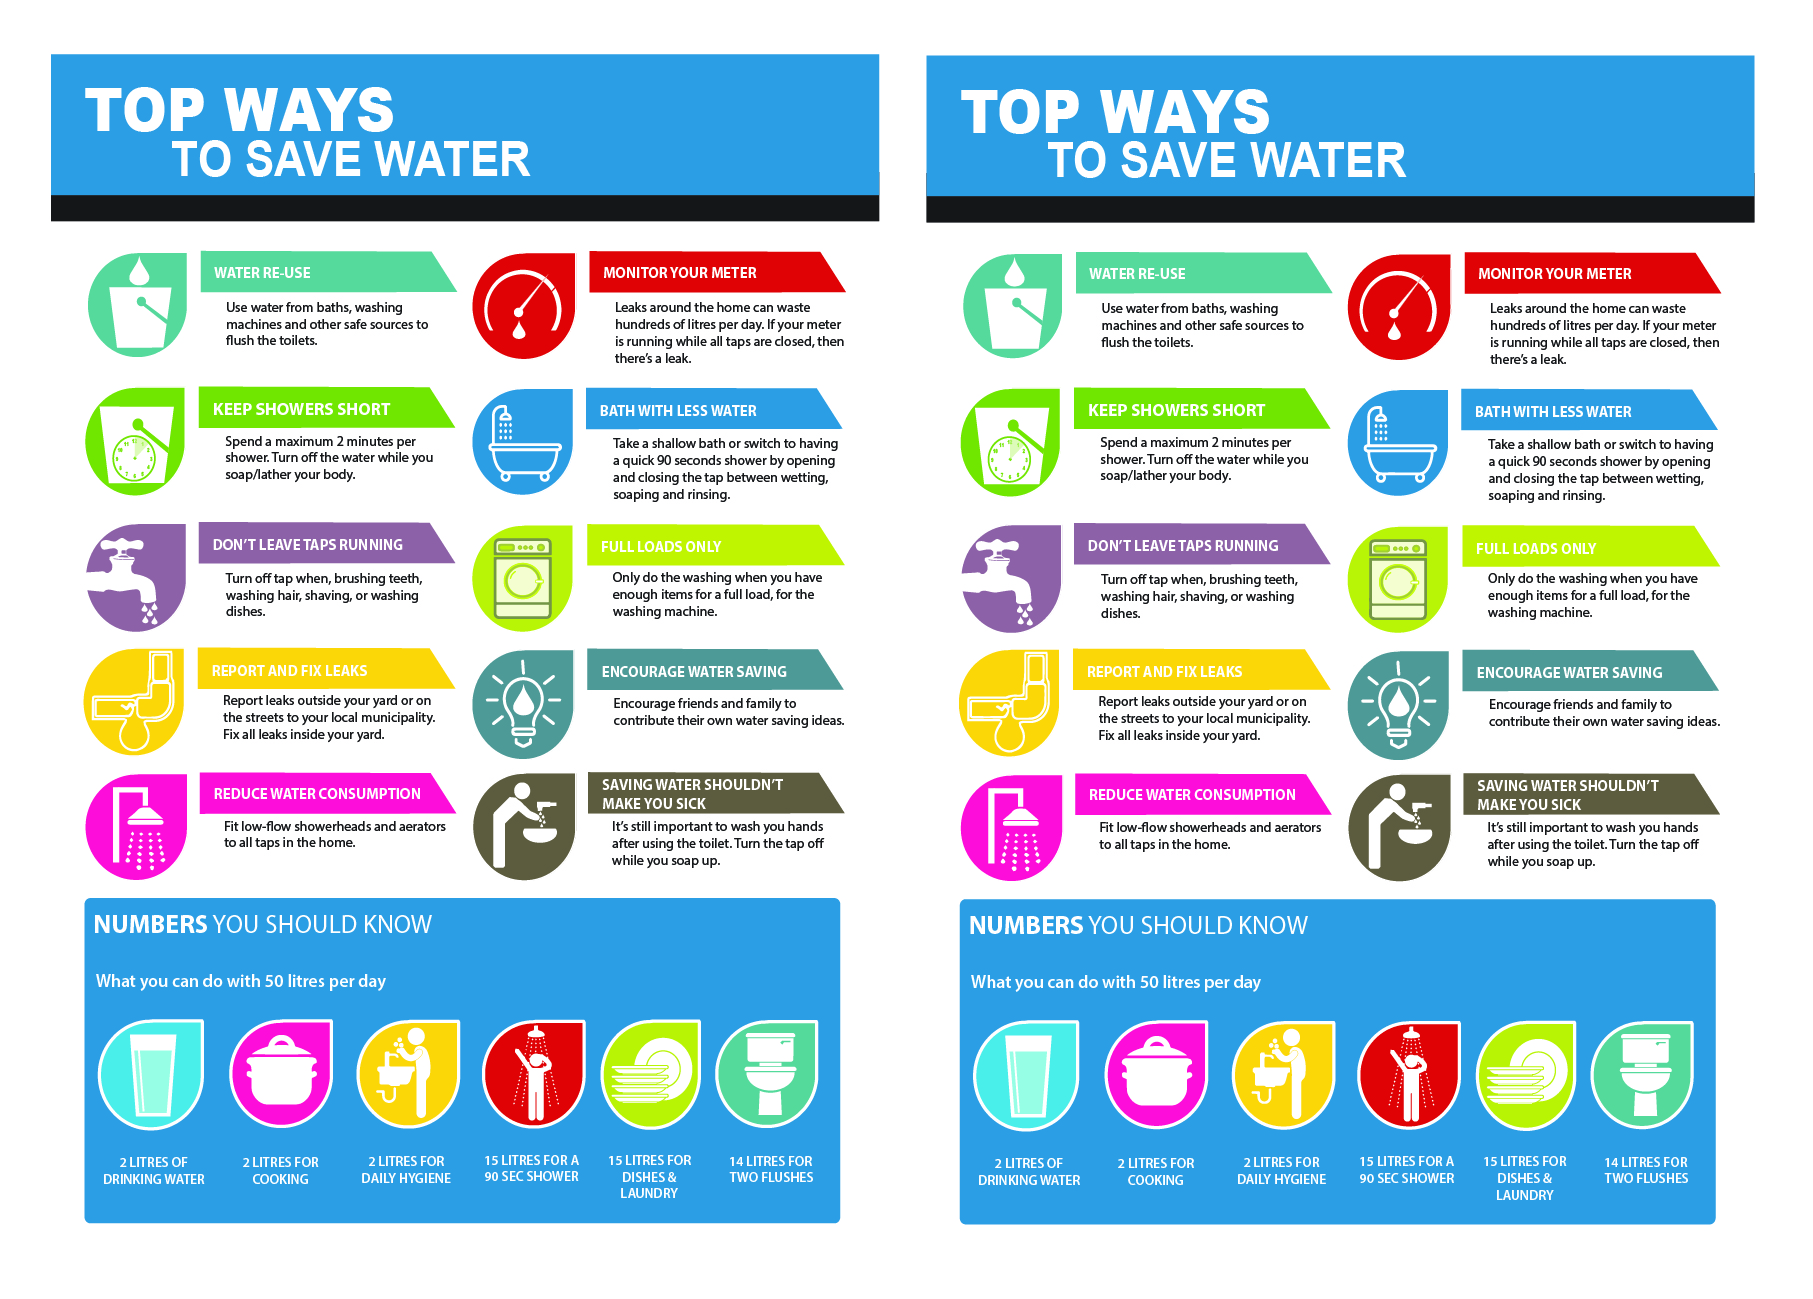 TOP WAYS
TO SAVE WATER
WATER RE-USE
Use water from baths, washing
machines and other safe sources to
flush the toilets.
MONITOR YOUR METER
Leaks around the home can waste
hundreds of litres per day. If your meter
is running while all taps are closed, then
there's a leak.
KEEP SHOWERS SHORT
Spend a maximum 2 minutes per
shower. Turn off the water while you
soap/lather your body.
BATH WITH LESS WATER
Take a shallow bath or switch to having
a quick 90 seconds shower by opening
and closing the tap between wetting,
soaping and rinsing.
DON'T LEAVE TAPS RUNNING
Turn off tap when, brushing teeth,
washing hair, shaving, or washing
dishes.
FULL LOADS ONLY
Only do the washing when you have
enough items for a full load, for the
washing machine.
REPORT AND FIX LEAKS
Report leaks outside your yard or on
the streets to your local municipality.
Fix all leaks inside your yard.
ENCOURAGE WATER SAVING
Encourage friends and family to
contribute their own water saving ideas.
REDUCE WATER CONSUMPTION
Fit low-flow showerheads and aerators
to all taps in the home.
SAVING WATER SHOULDN'T
MAKE YOU SICK
It's still important to wash you hands
after using the toilet. Turn the tap off
while you soap up.
NUMBERS YOU SHOULD KNOW
What you can do with 50 litres per day
2 LITRES OF
DRINKING WATER
2 LITRES FOR
COOKING
2 LITRES FOR
DAILY HYGIENE
15 LITRES FOR A
90 SEC SHOWER
15 LITRES FOR
DISHES &
LAUNDRY
14 LITRES FOR
TWO FLUSHES
TOP WAYS
TO SAVE WATER
WATER RE-USE
Use water from baths, washing
machines and other safe sources to
flush the toilets.
MONITOR YOUR METER
Leaks around the home can waste
hundreds of litres per day. If your meter
is running while all taps are closed, then
there's a leak.
KEEP SHOWERS SHORT
Spend a maximum 2 minutes per
shower. Turn off the water while you
soap/lather your body.
BATH WITH LESS WATER
Take a shallow bath or switch to having
a quick 90 seconds shower by opening
and closing the tap between wetting,
soaping and rinsing.
DON'T LEAVE TAPS RUNNING
Turn off tap when, brushing teeth,
washing hair, shaving, or washing
dishes.
FULL LOADS ONLY
Only do the washing when you have
enough items for a full load, for the
washing machine.
REPORT AND FIX LEAKS
Report leaks outside your yard or on
the streets to your local municipality.
Fix all leaks inside your yard.
ENCOURAGE WATER SAVING
Encourage friends and family to
contribute their own water saving ideas.
REDUCE WATER CONSUMPTION
Fit low-flow showerheads and aerators
to all taps in the home.
SAVING WATER SHOULDN'T
MAKE YOU SICK
It's still important to wash you hands
after using the toilet. Turn the tap off
while you soap up.
NUMBERS YOU SHOULD KNOW
What you can do with 50 litres per day
2 LITRES OF
DRINKING WATER
2 LITRES FOR
COOKING
2 LITRES FOR
DAILY HYGIENE
15 LITRES FOR A
90 SEC SHOWER
15 LITRES FOR
DISHES &
LAUNDRY
14 LITRES FOR
TWO FLUSHES